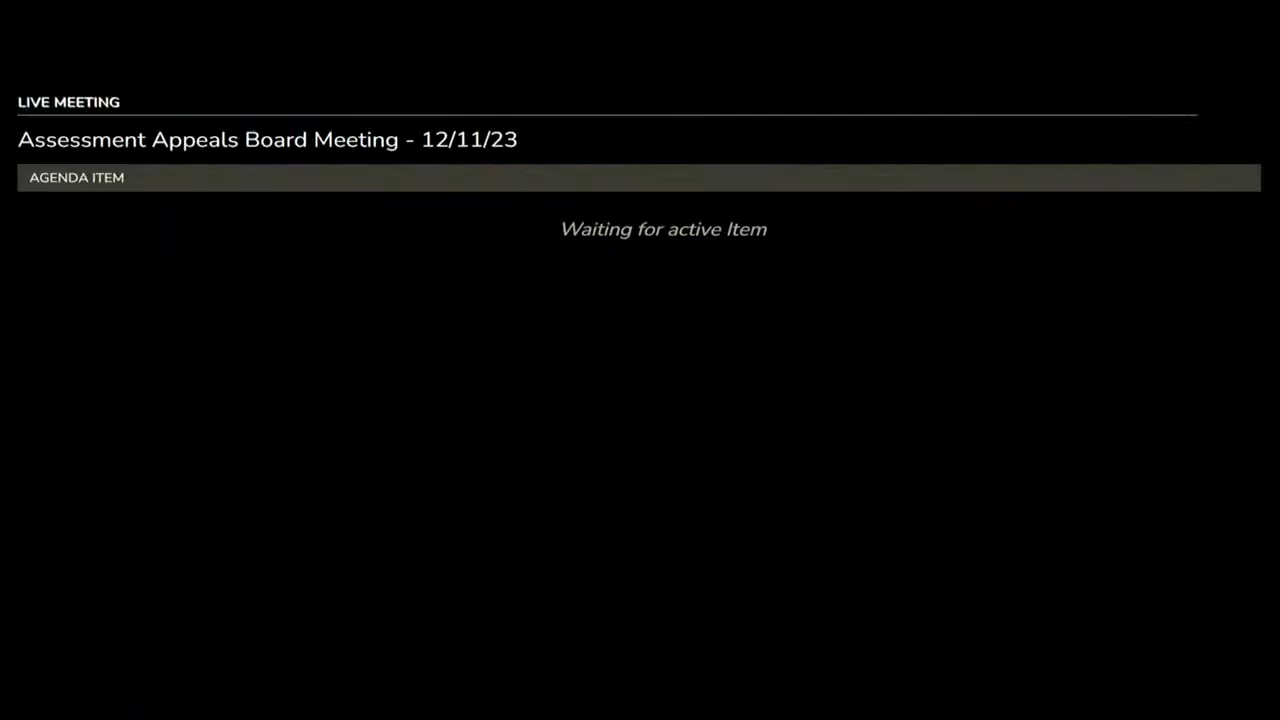 LIVE MEETING
Assessment Appeals Board Meeting - 12/11/23
AGENDA ITEM
Waiting for active Item